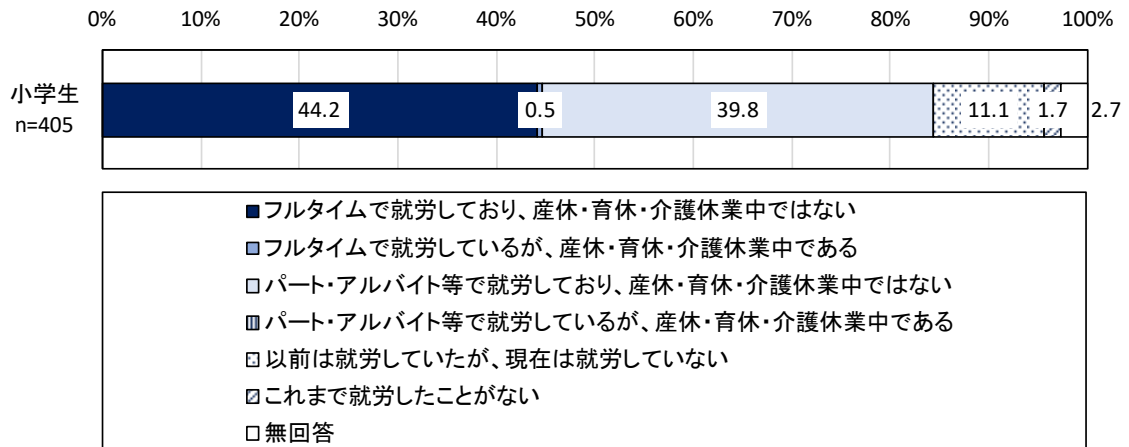 0% 10% 20% 30% 40% 50% 60% 70% 80% 90% 100%
小学生
n=405
44.2 0.5 39.8 11.1 1.7 2.7
フルタイムで就労しており、産休・育休・介護休業中ではない
フルタイムで就労しているが、産休・育休・介護休業中である
パート・アルバイト等で就労しており、産休・育休・介護休業中ではない
パート・アルバイト等で就労しているが、産休・育休・介護休業中である
以前は就労していたが、現在は就労していない
これまで就労したことがない
無回答